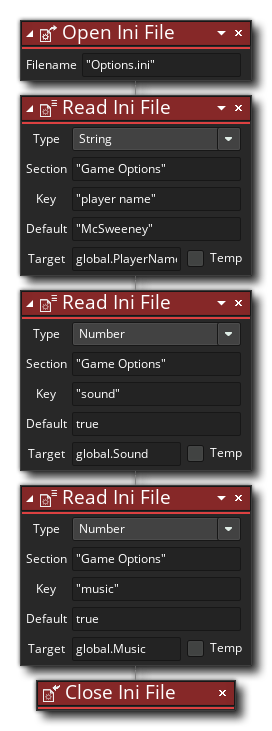 Open Ini File
Filename "Options.ini"
Read Ini File
Type String
Section "Game Options"
Key "player name"
Default "McSweeney"
Target global.PlayerName Temp
Read Ini File
Type Number
Section "Game Options"
Key "sound"
Default true
Target global.Sound Temp
Read Ini File
Type Number
Section "Game Options"
Key "music"
Default true
Target global.Music Temp
Close Ini File